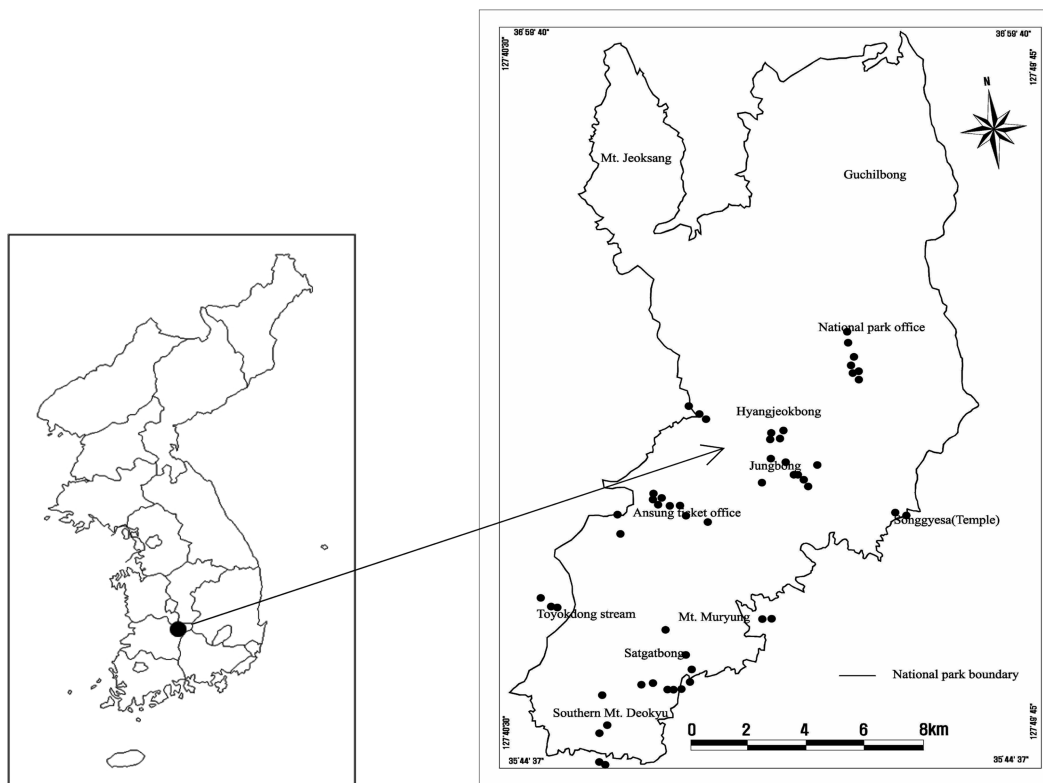 36°59′40"
36°59′40"
127°40′30"
127°49′45"
N
Mt. Jeoksang
Guchilbong
National park office
Hyangjeokbong
Jungbong
Ansung ticket office
Songgyesa(Temple)
Toyokdong stream
Mt. Muryung
Satgatbong
National park boundary
Southern Mt. Deokyu
0 2 4 6 8km
127°40′30"
127°49′45"
35°44′37"
35°44′37"